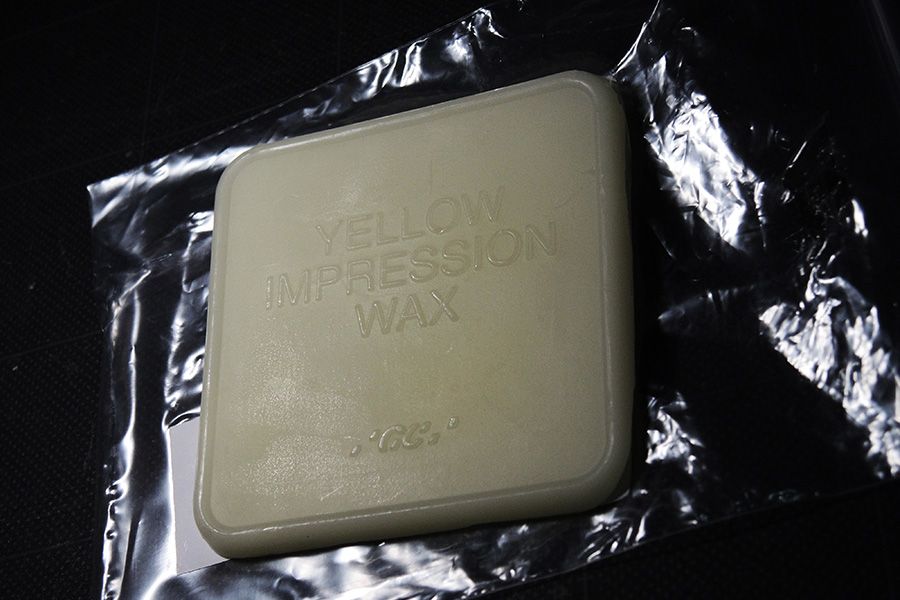 YELLOW
IMPRESSION
WAX
,'GC,'